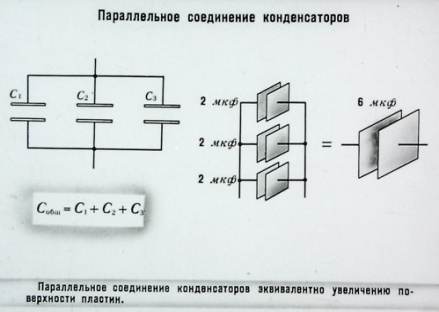 Параллельное соединение конденсаторов
C₁ C₂ C₃
2 мкф
2 мкф
2 мкф
=
6 мкф
Cобщ = C₁ + C₂ + C₃
Параллельное соединение конденсаторов эквивалентно увеличению по-
верхности пластин.